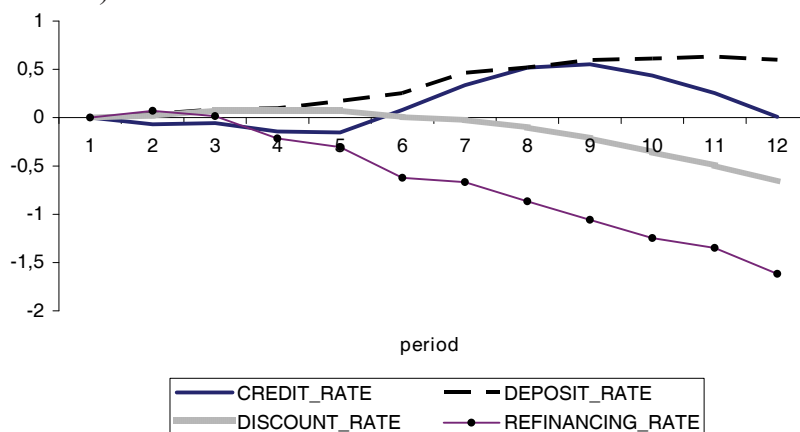 1
0,5
0
-0,5
-1
-1,5
-2
1 2 3 4 5 6 7 8 9 10 11 12
period
CREDIT_RATE DEPOSIT_RATE
DISCOUNT_RATE REFINANCING_RATE